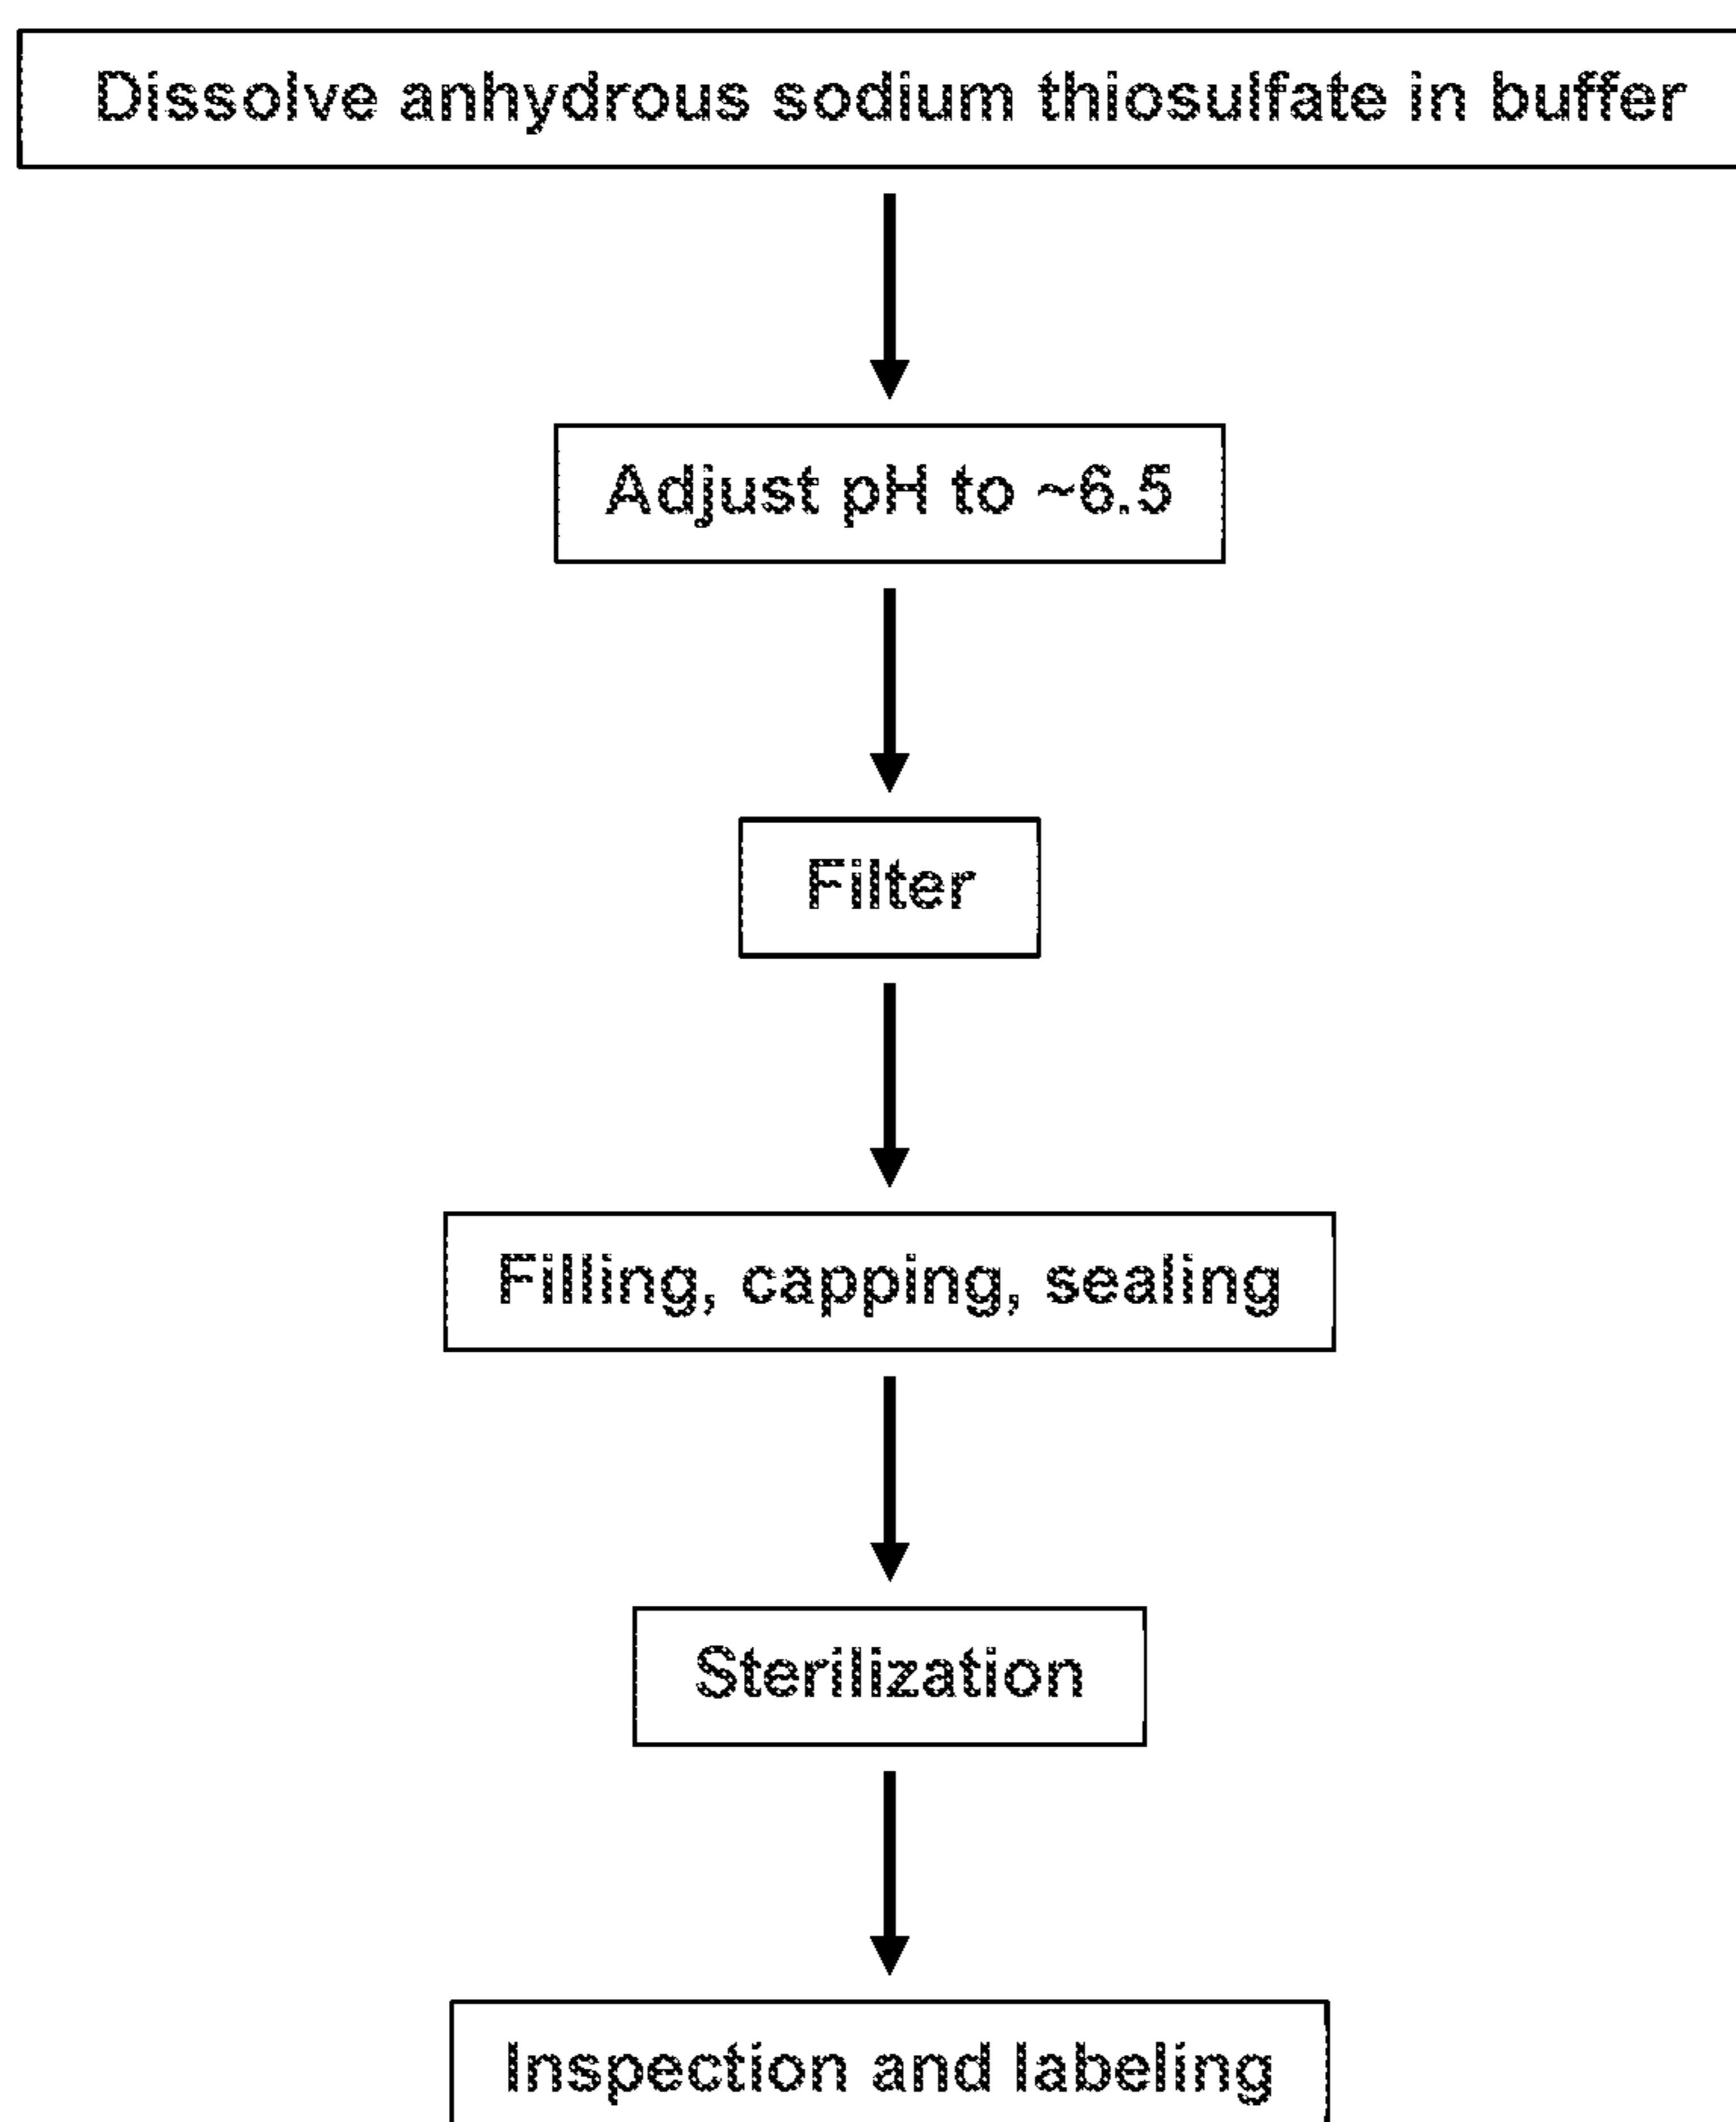 Dissolve anhydrous sodium thiosulfate in buffer
Adjust pH to ~6.5
Filter
Filling, capping, sealing
Sterilization
Inspection and labeling